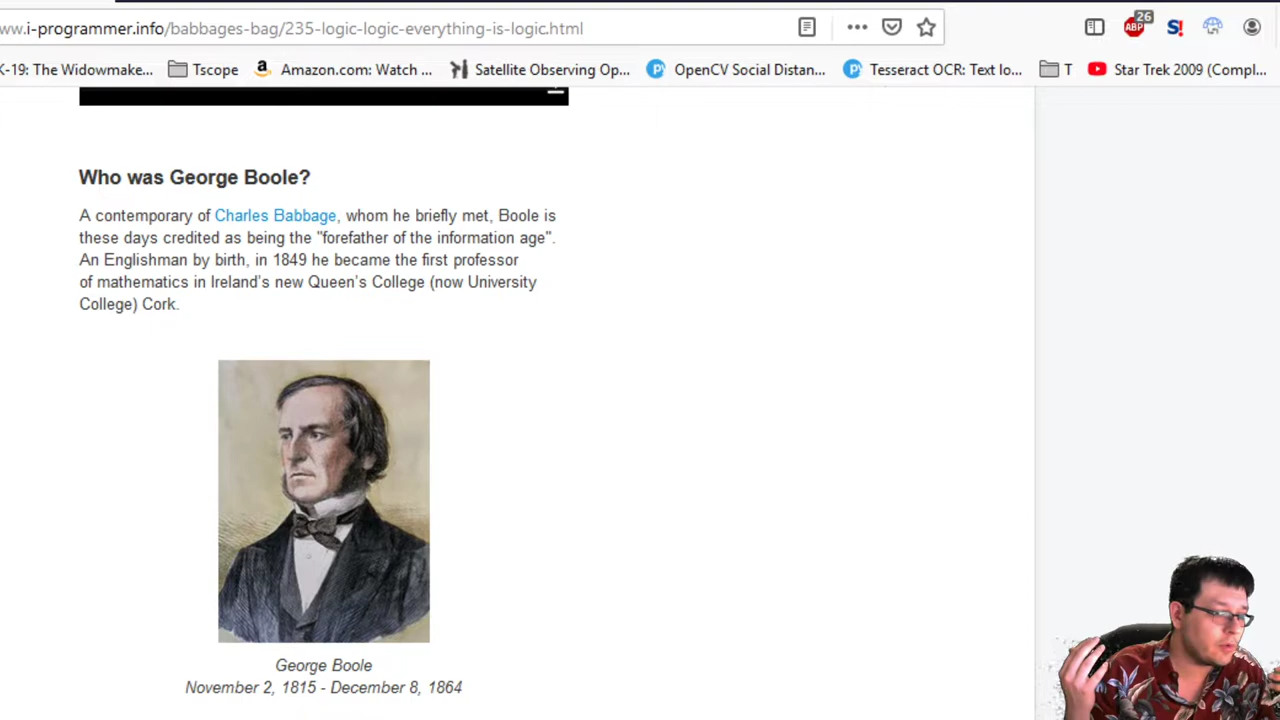 ww.i-programmer.info/babbages-bag/235-logic-logic-everything-is-logic.html
26
ABP
S!
K-19: The Widowmake... Tscope Amazon.com: Watch ... Satellite Observing Op... OpenCV Social Distan... Tesseract OCR: Text lo... T Star Trek 2009 (Compl...
Who was George Boole?
A contemporary of Charles Babbage, whom he briefly met, Boole is
these days credited as being the "forefather of the information age".
An Englishman by birth, in 1849 he became the first professor
of mathematics in Ireland's new Queen's College (now University
College) Cork.
George Boole
November 2, 1815 - December 8, 1864